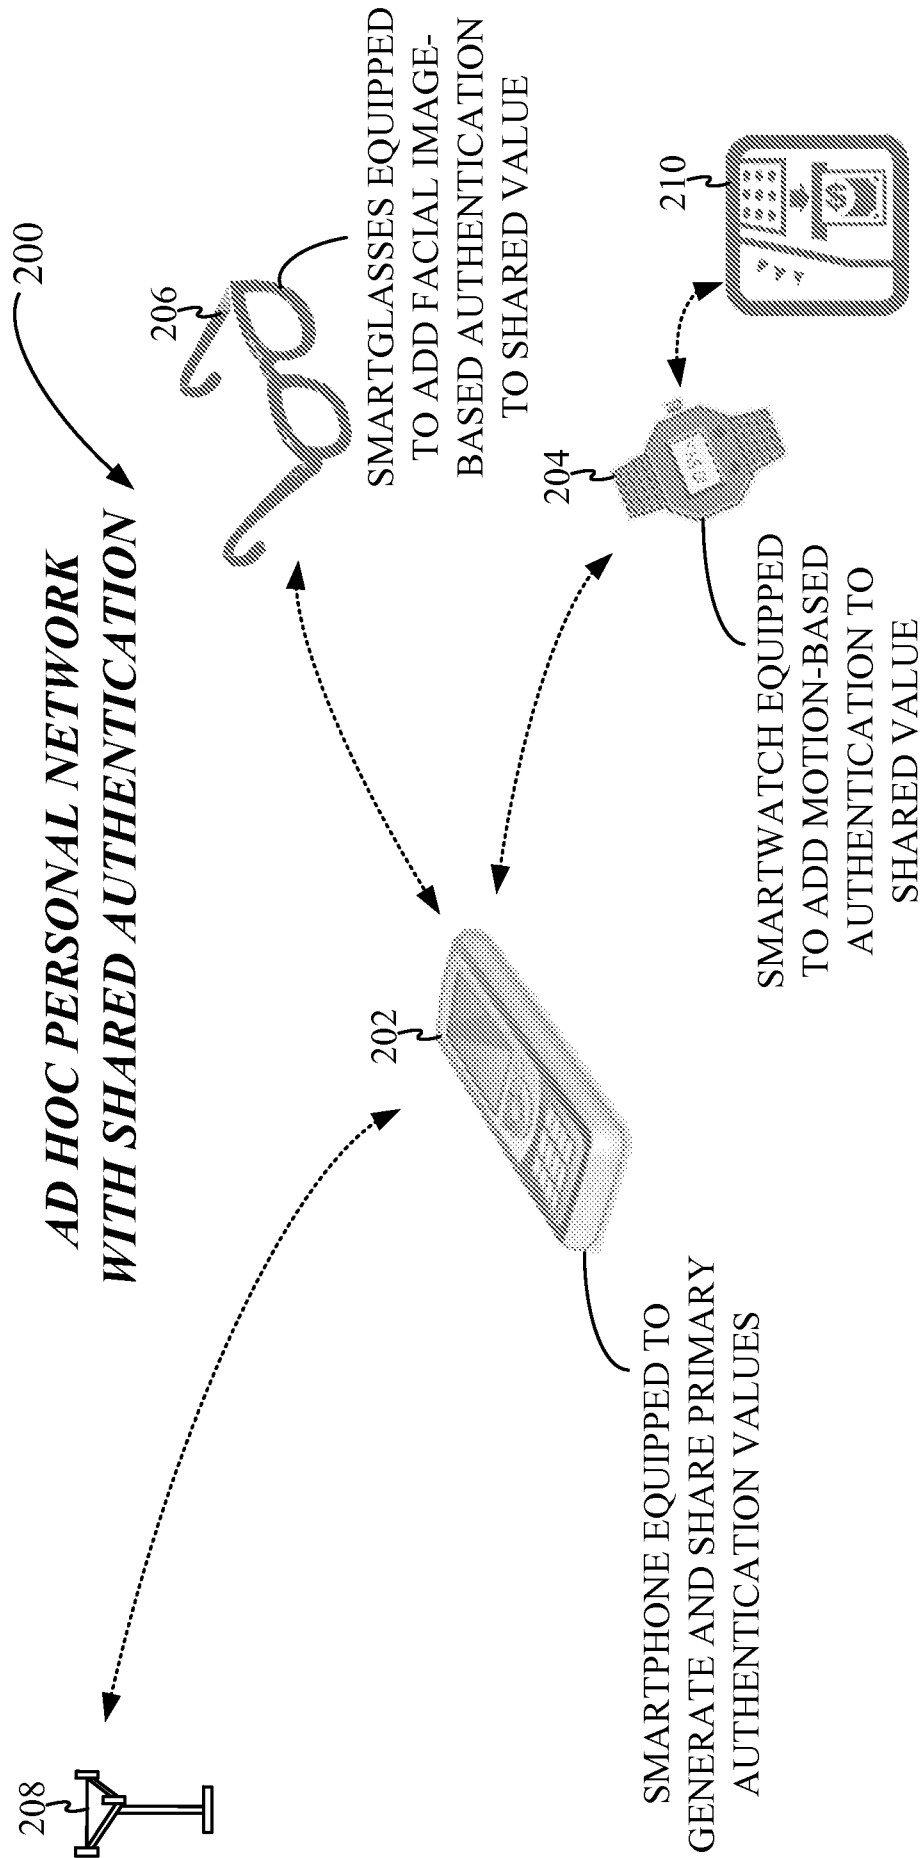 AD HOC PERSONAL NETWORK
WITH SHARED AUTHENTICATION
200
208
202
206
204
210
SMARTPHONE EQUIPPED TO
GENERATE AND SHARE PRIMARY
AUTHENTICATION VALUES
SMARTGLASSES EQUIPPED
TO ADD FACIAL IMAGE-
BASED AUTHENTICATION
TO SHARED VALUE
SMARTWATCH EQUIPPED
TO ADD MOTION-BASED
AUTHENTICATION TO
SHARED VALUE
$